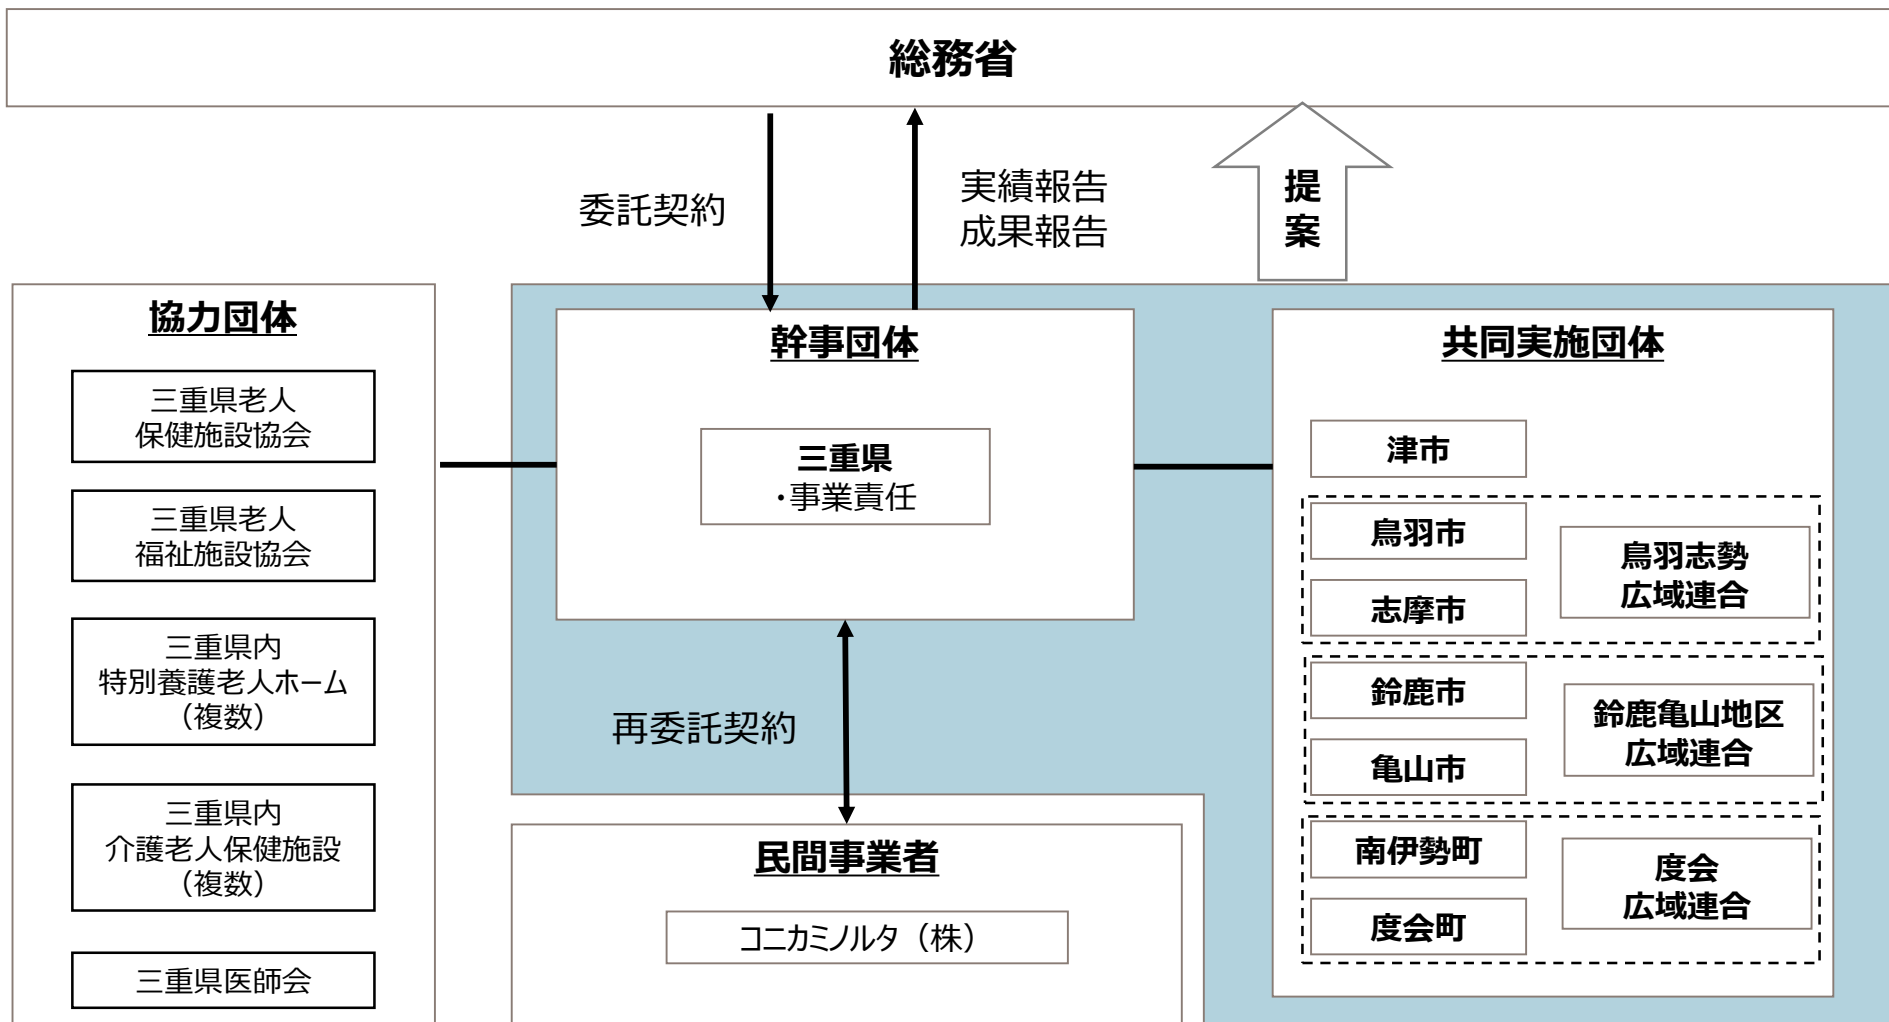 総務省
委託契約
実績報告
成果報告
提
案
協力団体
三重県老人
保健施設協会
三重県老人
福祉施設協会
三重県内
特別養護老人ホーム
（複数）
三重県内
介護老人保健施設
（複数）
三重県医師会
幹事団体
三重県
・事業責任
再委託契約
民間事業者
コニカミノルタ（株）
共同実施団体
津市
鳥羽市
志摩市
鳥羽志勢
広域連合
鈴鹿市
亀山市
鈴鹿亀山地区
広域連合
南伊勢町
度会町
度会
広域連合